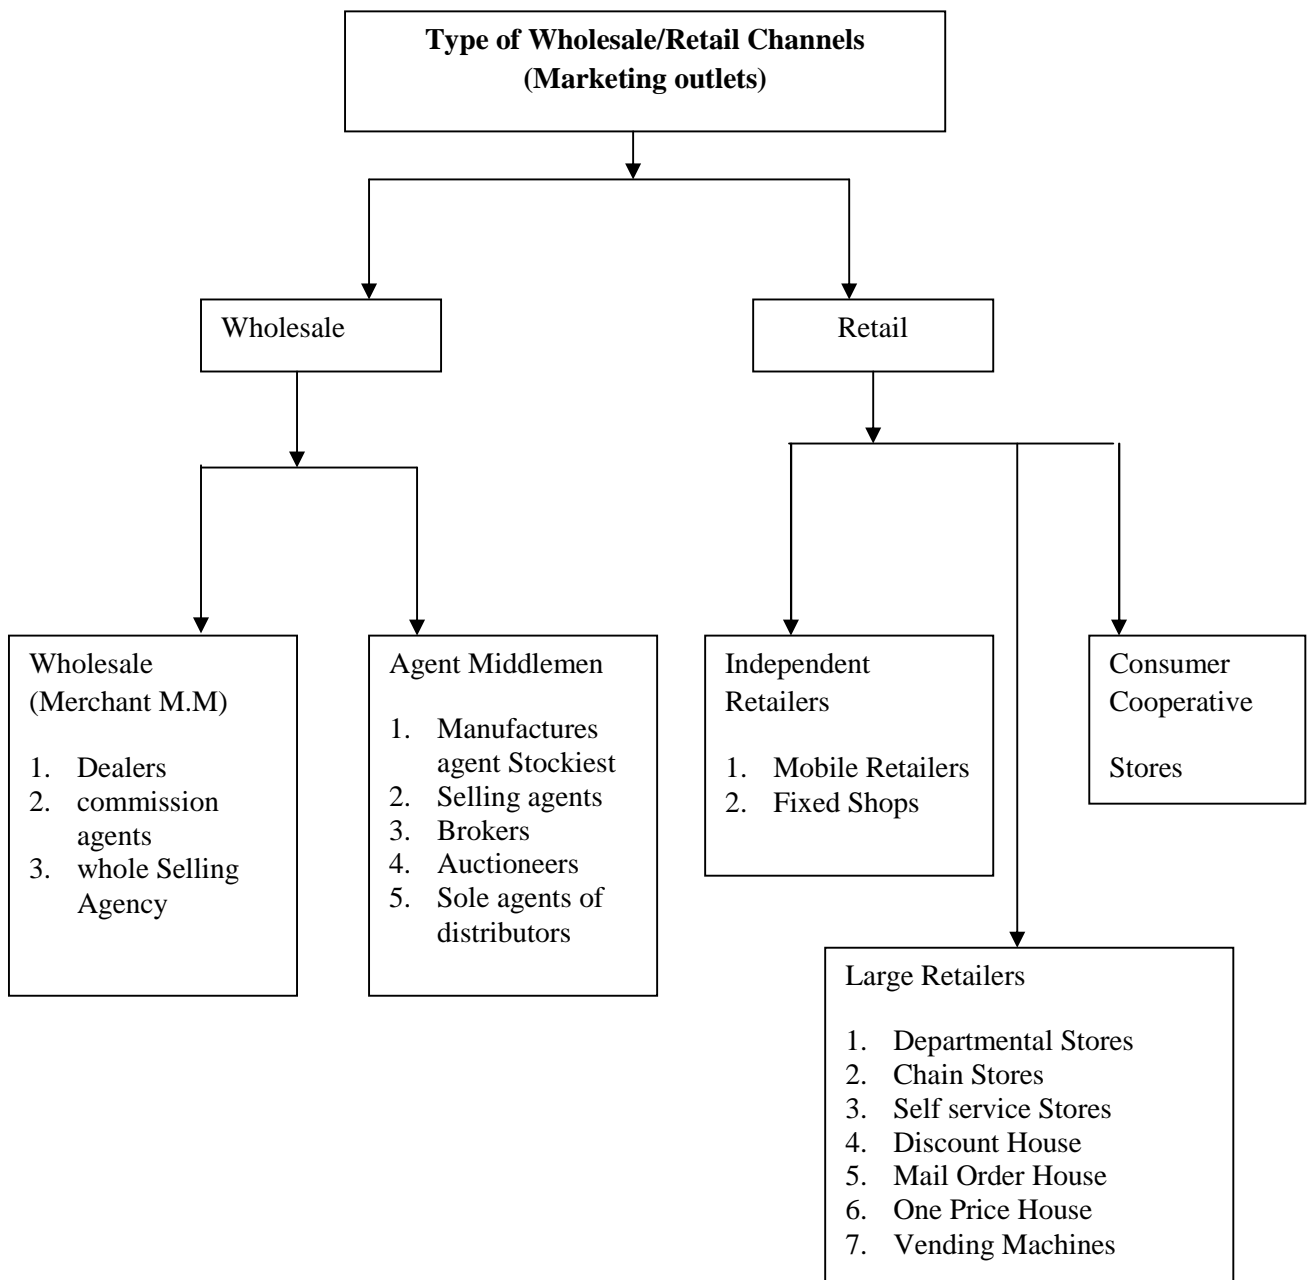 Type of Wholesale/Retail Channels
(Marketing outlets)
Wholesale
Retail
Wholesale
(Merchant M.M)
1. Dealers
2. commission
agents
3. whole Selling
Agency
Agent Middlemen
1. Manufactures
agent Stockiest
2. Selling agents
3. Brokers
4. Auctioneers
5. Sole agents of
distributors
Independent
Retailers
1. Mobile Retailers
2. Fixed Shops
Consumer
Cooperative
Stores
Large Retailers
1. Departmental Stores
2. Chain Stores
3. Self service Stores
4. Discount House
5. Mail Order House
6. One Price House
7. Vending Machines